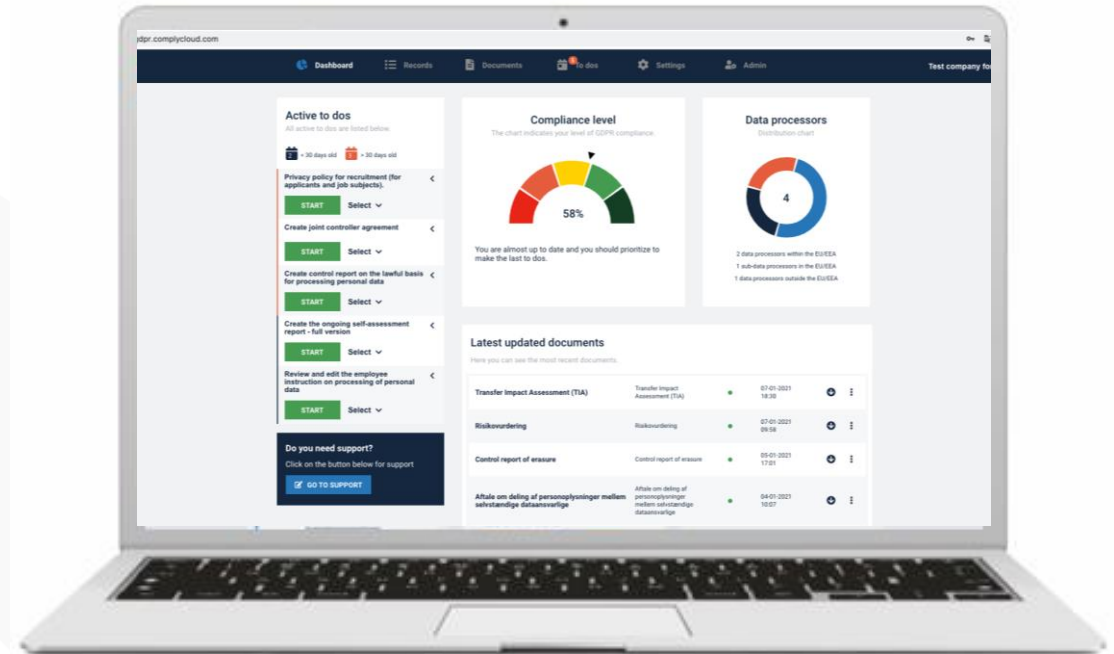 gdpr.complycloud.com
Dashboard
Records
Documents
To dos
Settings
Admin
Test company for
Active to dos
All active to dos are listed below.
2 < 30 days old
3 > 30 days old
Privacy policy for recruitment (for
applicants and job subjects).
START Select
Create joint controller agreement
START Select
Create control report on the lawful basis
for processing personal data
START Select
Create the ongoing self-assessment
report - full version
START Select
Review and edit the employee
instruction on processing of personal
data
START Select
Do you need support?
Click on the button below for support
GO TO SUPPORT
Compliance level
The chart indicates your level of GDPR compliance.
58%
You are almost up to date and you should prioritize to
make the last to dos.
Data processors
Distribution chart
4
2 data processors within the EU/EEA
1 sub-data processors in the EU/EEA
1 data processors outside the EU/EEA
Latest updated documents
Here you can see the most recent documents.
Transfer Impact Assessment (TIA)
Transfer Impact
Assessment (TIA)
07-01-2021
18:30
Risikovurdering
Risikovurdering
07-01-2021
09:58
Control report of erasure
Control report of erasure
05-01-2021
17:01
Aftale om deling af personoplysninger mellem
selvstændige dataansvarlige
Aftale om deling af
personoplysninger
mellem selvstændige
dataansvarlige
04-01-2021
10:07